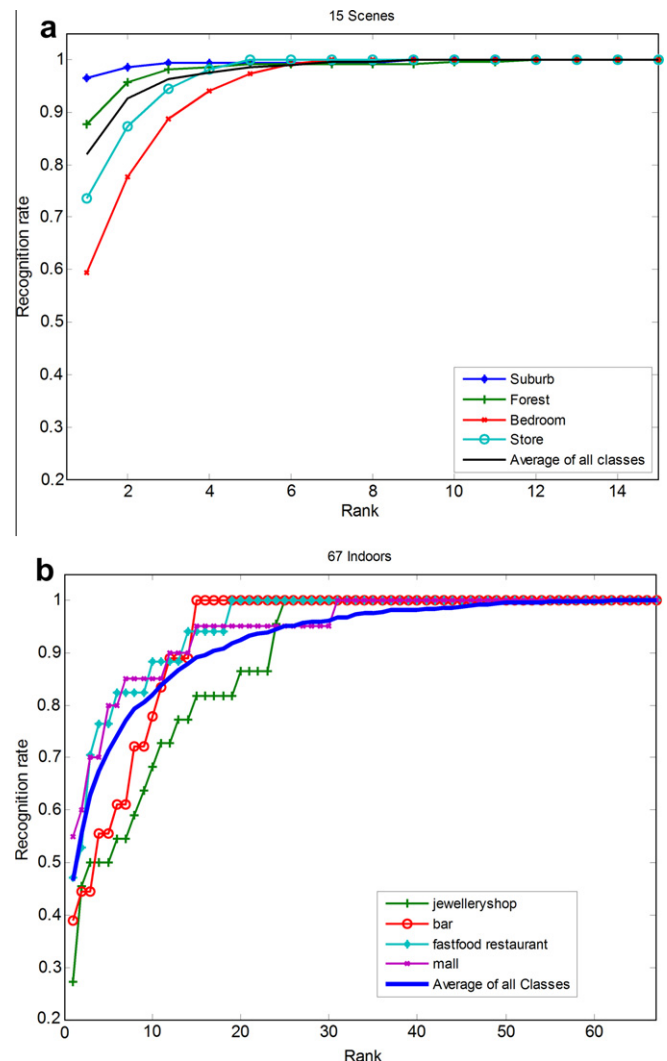 a
15 Scenes
1
0.9
0.8
0.7
0.6
0.5
0.4
0.3
0.2
Recognition rate
2 4 6 8 10 12 14
Rank
Suburb
Forest
Bedroom
Store
Average of all classes
b
67 Indoors
1
0.9
0.8
0.7
0.6
0.5
0.4
0.3
0.2
Recognition rate
0 10 20 30 40 50 60
Rank
jewelleryshop
bar
fastfood restaurant
mall
Average of all Classes